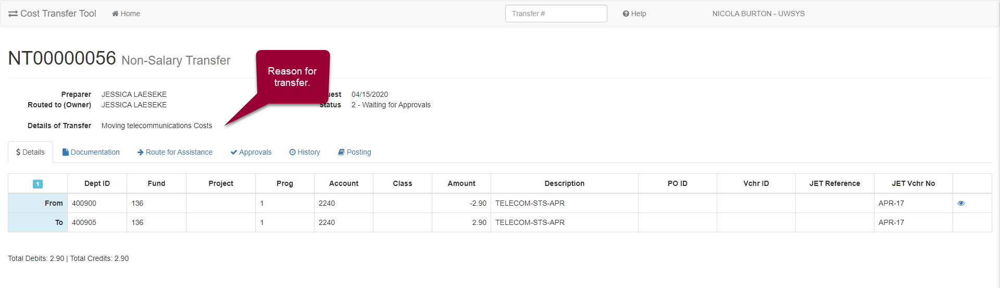 Cost Transfer Tool Home Transfer # Help NICOLA BURTON - UWSYS
NT00000056 Non-Salary Transfer
Reason for
transfer.
Preparer JESSICA LAESEKE uest 04/15/2020
Routed to (Owner) JESSICA LAESEKE Status 2 - Waiting for Approvals
Details of Transfer Moving telecommunications Costs
$ Details Documentation Route for Assistance Approvals History Posting
1 Dept ID Fund Project Prog Account Class Amount Description PO ID Vchr ID JET Reference JET Vchr No
From 400900 136 1 2240 -2.90 TELECOM-STS-APR APR-17
To 400905 136 1 2240 2.90 TELECOM-STS-APR APR-17
Total Debits: 2.90 | Total Credits: 2.90